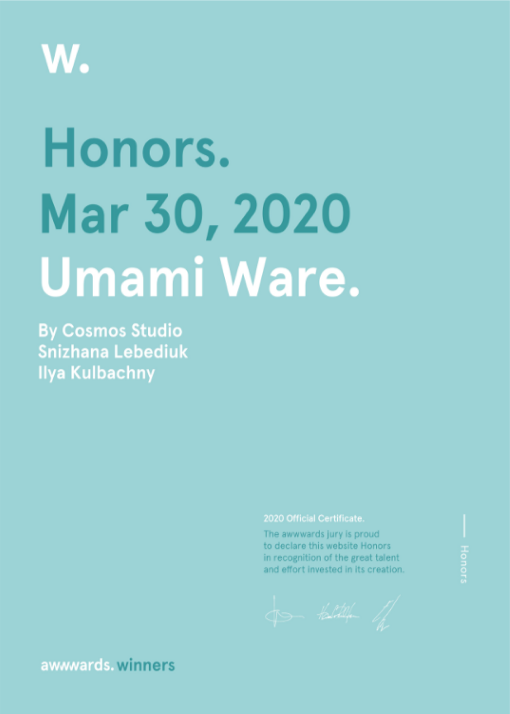 w.
Honors.
Mar 30, 2020
Umami Ware.
By Cosmos Studio
Snizhana Lebediuk
Ilya Kulbachny
2020 Official Certificate.
The awwwards jury is proud
to declare this website Honors
in recognition of the great talent
and effort invested in its creation.
Honors
awwwards.winners